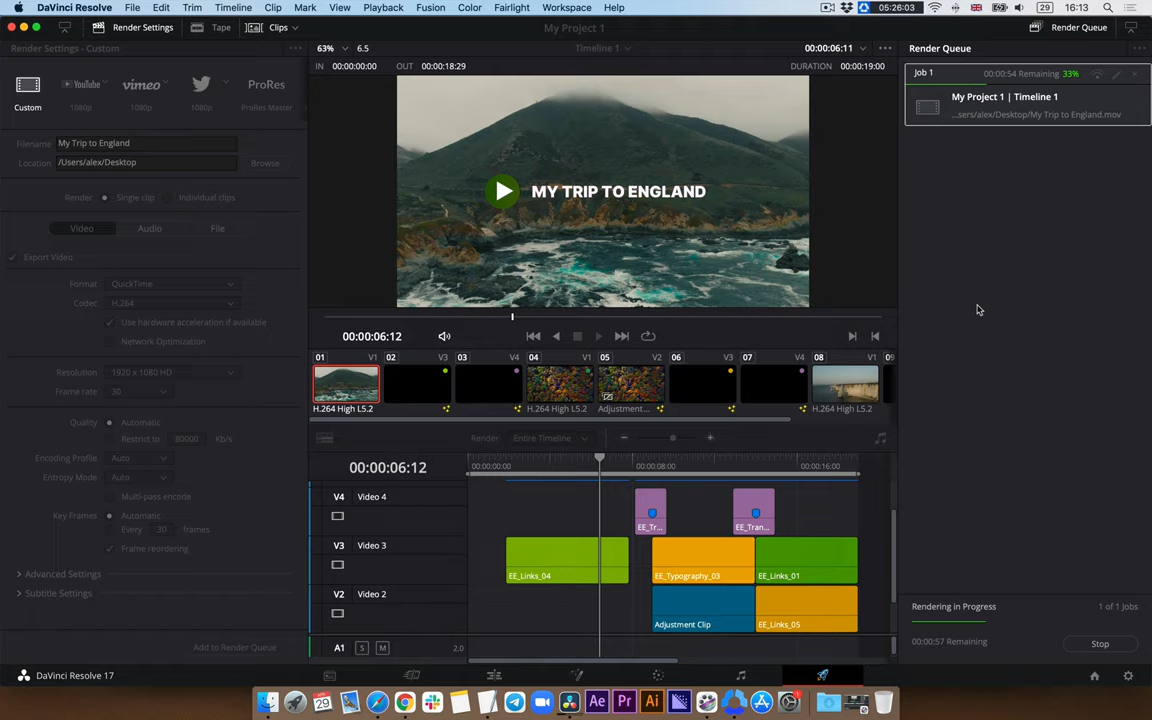 DaVinci Resolve File Edit Trim Timeline Clip Mark View Playback Fusion Color Fairlight Workspace Help 05:26:03 29 16:13
Render Settings Tape Clips My Project 1 Render Queue
Render Settings - Custom 63% 6.5 Timeline 1 00:00:06:11 Render Queue
IN 00:00:00:00 OUT 00:00:18:29 DURATION 00:00:19:00
Job 1 00:00:54 Remaining 33%
YouTube vimeo ProRes
Custom 1080p 1080p 1080p ProRes Master
My Project 1 | Timeline 1
...sers/alex/Desktop/My Trip to England.mov
Filename My Trip to England
Location /Users/alex/Desktop Browse
Render Single clip Individual clips
MY TRIP TO ENGLAND
Video Audio File
Export Video
Format QuickTime
Codec H.264
Use hardware acceleration if available
Network Optimization
Resolution 1920 x 1080 HD
Frame rate 30
Quality Automatic
Restrict to 80000 Kb/s
Encoding Profile Auto
Entropy Mode Auto
Multi-pass encode
Key Frames Automatic
Every 30 frames
Frame reordering
Advanced Settings
Subtitle Settings
Add to Render Queue
00:00:06:12
01 V1 02 V3 03 V4 04 V1 05 V2 06 V3 07 V4 08 V1 09
H.264 High L5.2 H.264 High L5.2 Adjustment... H.264 High L5.2
Render Entire Timeline
00:00:06:12 00:00:00:00 00:00:08:00 00:00:16:00
V4 Video 4
EE_Tr... EE_Tran...
V3 Video 3
EE_Links_04 EE_Typography_03 EE_Links_01
V2 Video 2
Adjustment Clip EE_Links_05
A1 S M 2.0
Rendering in Progress 1 of 1 Jobs
00:00:57 Remaining Stop
DaVinci Resolve 17
29 Ae Pr Ai